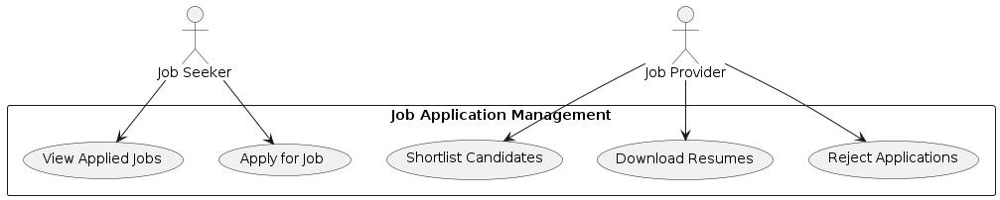 Job Seeker
Job Provider
Job Application Management
View Applied Jobs
Apply for Job
Shortlist Candidates
Download Resumes
Reject Applications